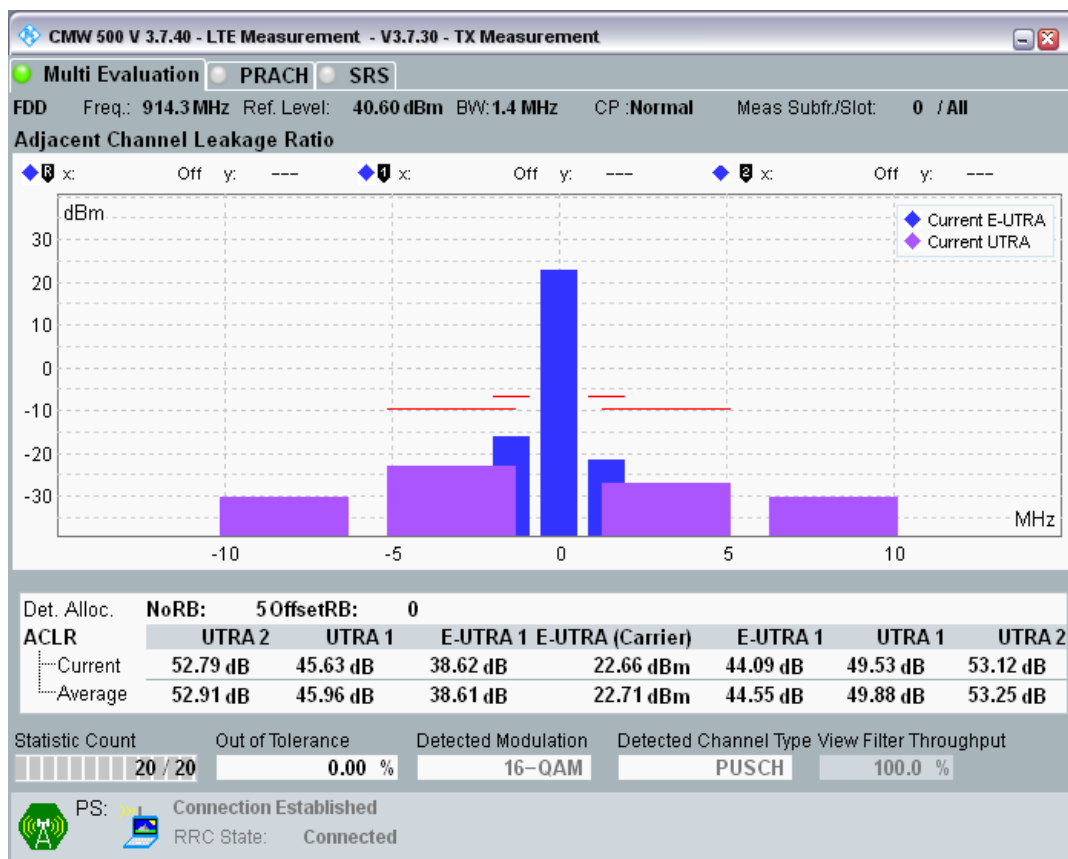 CMW 500 V 3.7.40 - LTE Measurement - V3.7.30 - TX Measurement
Multi Evaluation PRACH SRS
FDD Freq.: 914.3 MHz Ref. Level: 40.60 dBm BW: 1.4 MHz CP :Normal Meas Subfr./Slot: 0 / All
Adjacent Channel Leakage Ratio
R x: Off y: --- 1 x: Off y: --- 2 x: Off y: ---
dBm
Current E-UTRA
Current UTRA
30
20
10
0
-10
-20
-30
MHz
-10 -5 0 5 10
Det. Alloc. NoRB: 5 OffsetRB: 0
ACLR UTRA 2 UTRA 1 E-UTRA 1 E-UTRA (Carrier) E-UTRA 1 UTRA 1 UTRA 2
Current 52.79 dB 45.63 dB 38.62 dB 22.66 dBm 44.09 dB 49.53 dB 53.12 dB
Average 52.91 dB 45.96 dB 38.61 dB 22.71 dBm 44.55 dB 49.88 dB 53.25 dB
Statistic Count Out of Tolerance Detected Modulation Detected Channel Type View Filter Throughput
20 / 20 0.00 % 16-QAM PUSCH 100.0 %
PS: Connection Established
RRC State: Connected